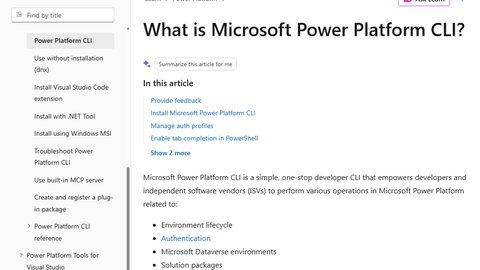 Find by title
Power Platform CLI
Use without installation
(dnx)
Install Visual Studio Code
extension
Install with .NET Tool
Install using Windows MSI
Troubleshoot Power
Platform CLI
Use built-in MCP server
Create and register a plug-
in package
Power Platform CLI
reference
Power Platform Tools for
Visual Studio
What is Microsoft Power Platform CLI?
Summarize this article for me
In this article
Provide feedback
Install Microsoft Power Platform CLI
Manage auth profiles
Enable tab completion in PowerShell
Show 2 more
Microsoft Power Platform CLI is a simple, one-stop developer CLI that empowers developers and
independent software vendors (ISVs) to perform various operations in Microsoft Power Platform
related to:
Environment lifecycle
Authentication
Microsoft Dataverse environments
Solution packages